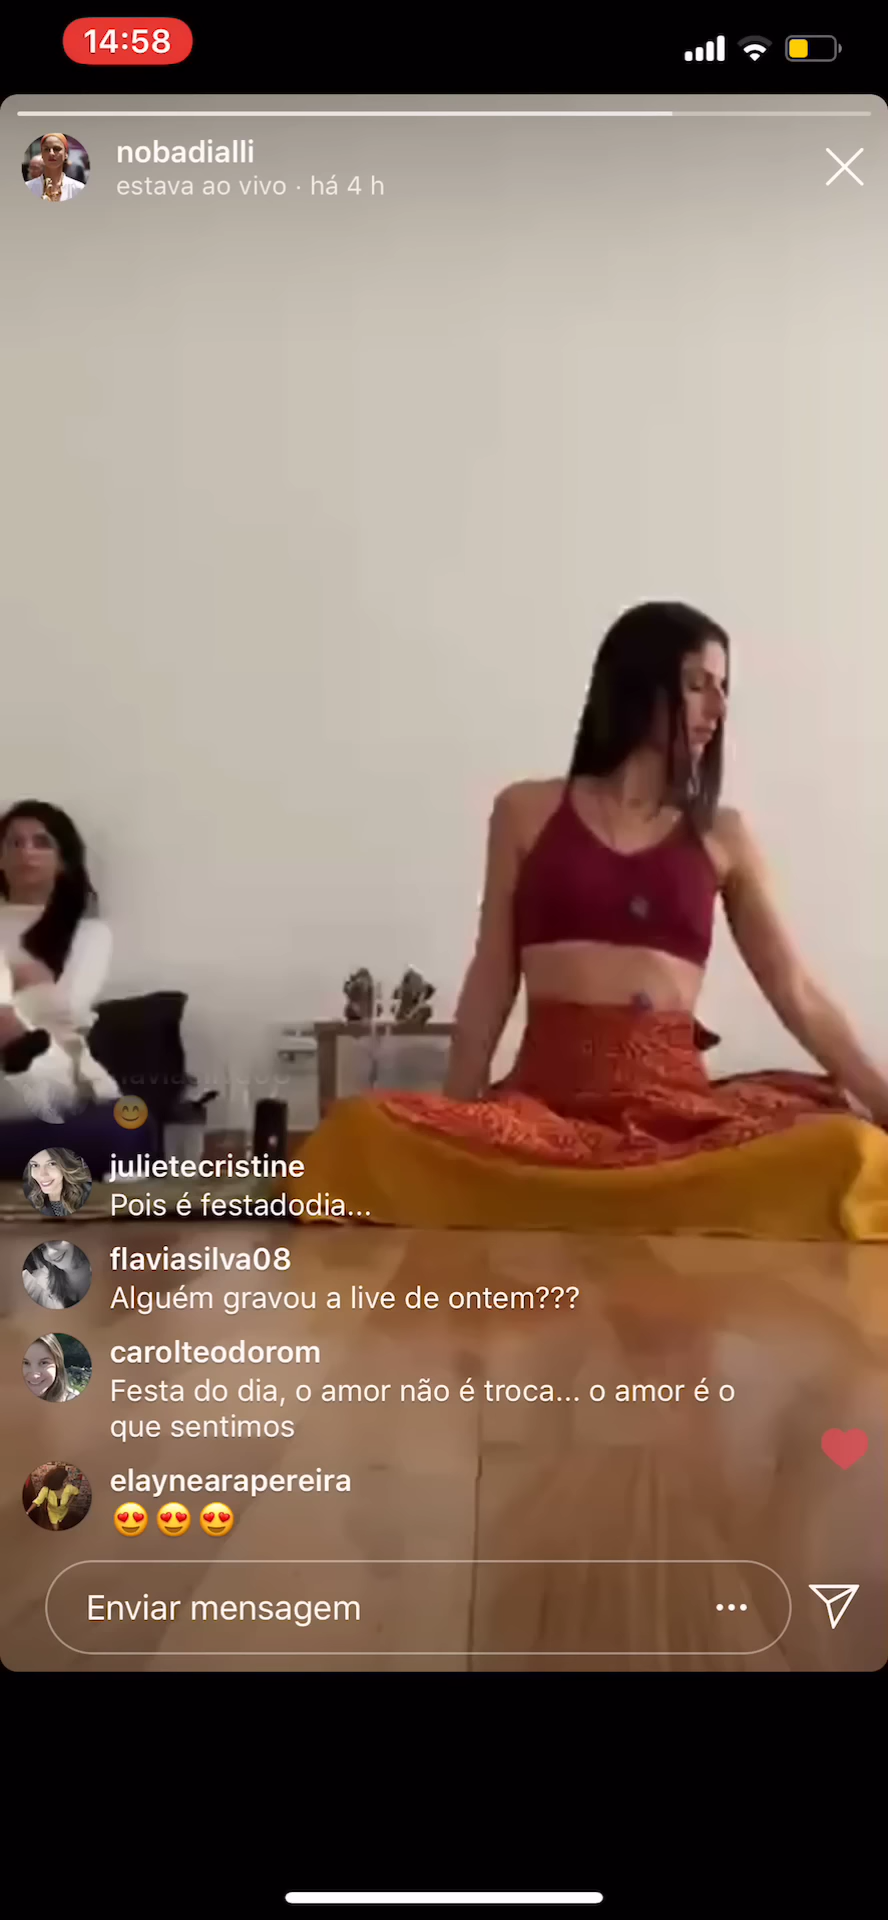 14:58
nobadialli
estava ao vivo · há 4 h
😊
julietecristine
Pois é festadodia...
flaviasilva08
Alguém gravou a live de ontem???
carolteodorom
Festa do dia, o amor não é troca... o amor é o
que sentimos
elaynearapereira
😍😍😍
Enviar mensagem